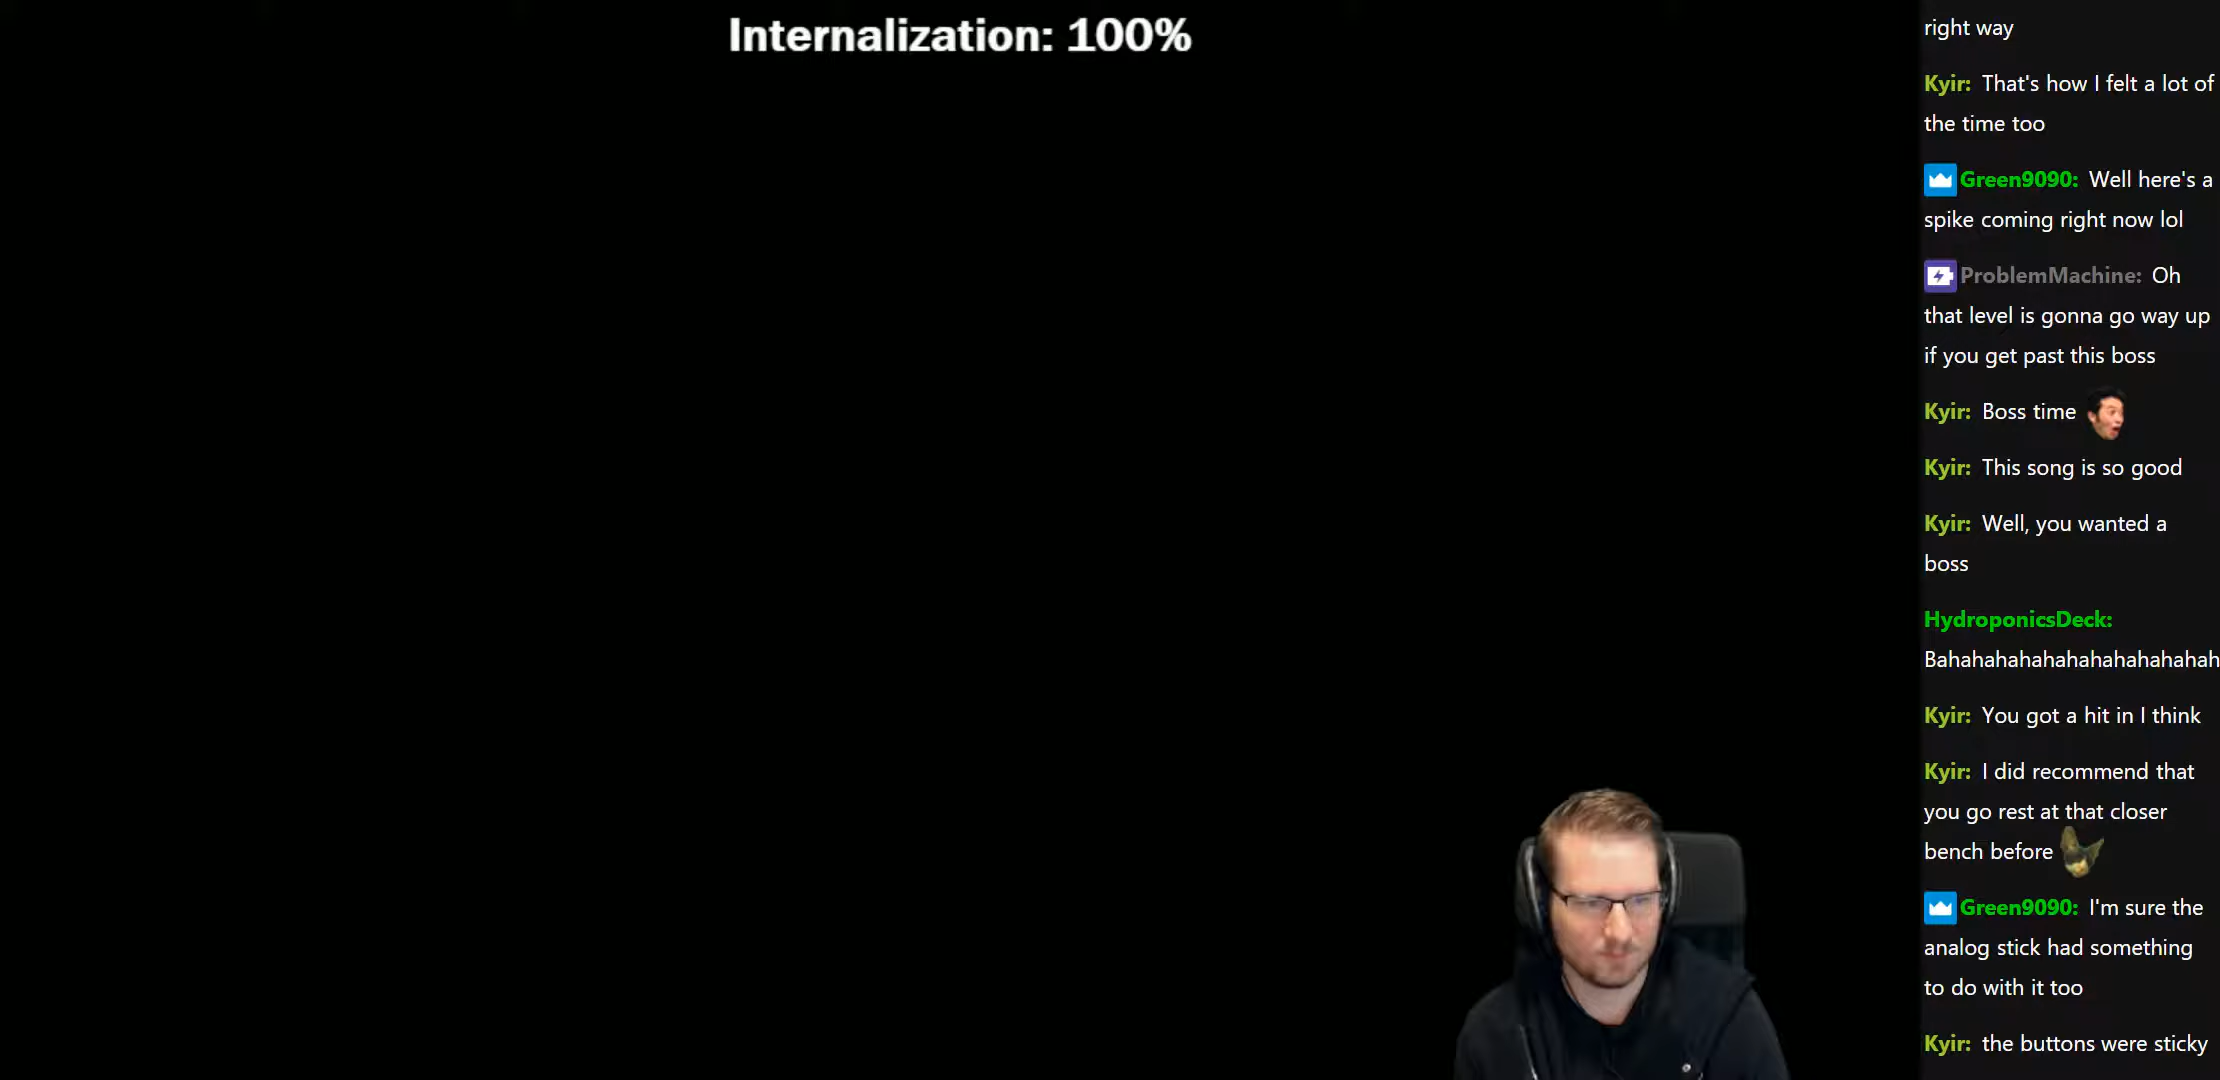 Internalization: 100%
right way
Kyir: That's how I felt a lot of
the time too
Green9090: Well here's a
spike coming right now lol
ProblemMachine: Oh
that level is gonna go way up
if you get past this boss
Kyir: Boss time
Kyir: This song is so good
Kyir: Well, you wanted a
boss
HydroponicsDeck:
Bahahahahahahahahahahahah
Kyir: You got a hit in I think
Kyir: I did recommend that
you go rest at that closer
bench before
Green9090: I'm sure the
analog stick had something
to do with it too
Kyir: the buttons were sticky